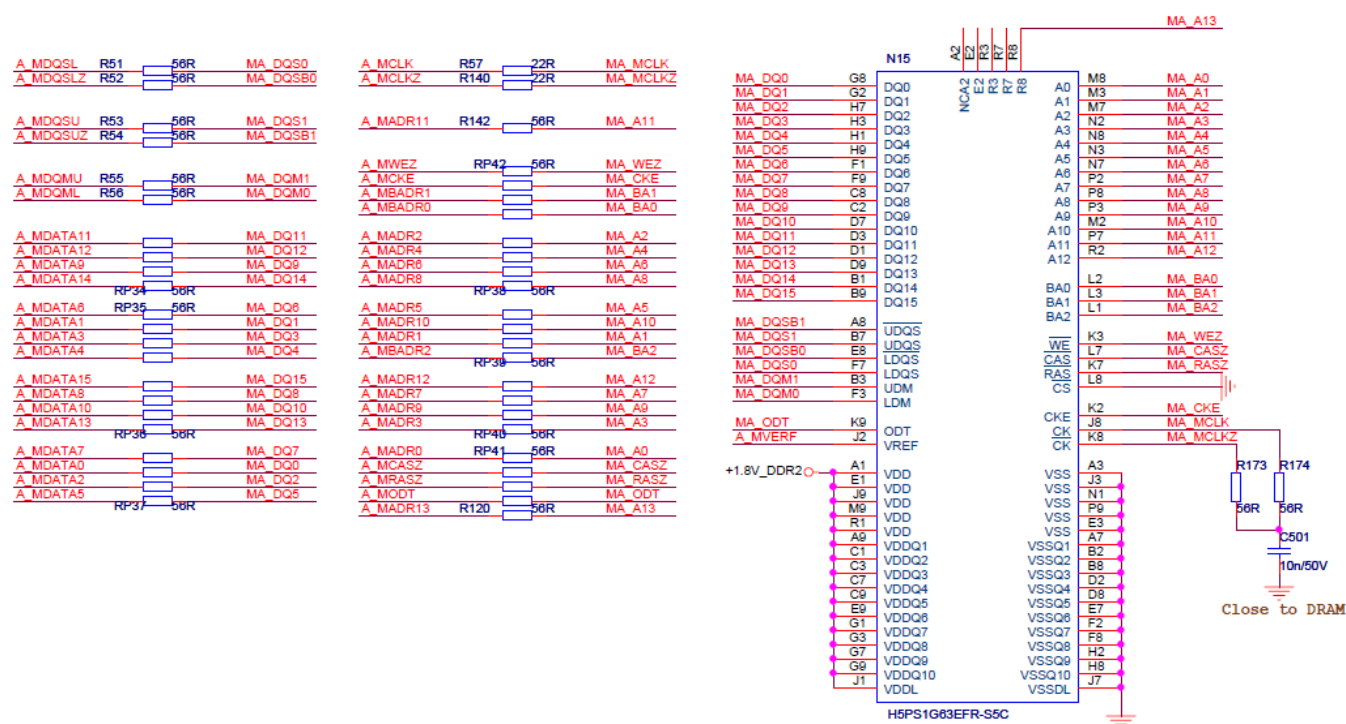 A_MDQSL R51 56R MA_DQS0
A_MDQSLZ R52 56R MA_DQSB0
A_MDQSU R53 56R MA_DQS1
A_MDQSUZ R54 56R MA_DQSB1
A_MDQMU R55 56R MA_DQM1
A_MDQML R56 56R MA_DQM0
A_MDATA11 MA_DQ11
A_MDATA12 MA_DQ12
A_MDATA9 MA_DQ9
A_MDATA14 MA_DQ14
RP34 56R
A_MDATA6 RP35 56R MA_DQ6
A_MDATA1 MA_DQ1
A_MDATA3 MA_DQ3
A_MDATA4 MA_DQ4
A_MDATA15 MA_DQ15
A_MDATA8 MA_DQ8
A_MDATA10 MA_DQ10
A_MDATA13 MA_DQ13
RP36 56R
A_MDATA7 MA_DQ7
A_MDATA0 MA_DQ0
A_MDATA2 MA_DQ2
A_MDATA5 MA_DQ5
RP37 56R
A_MCLK R57 22R MA_MCLK
A_MCLKZ R140 22R MA_MCLKZ
A_MADR11 R142 56R MA_A11
A_MWEZ RP42 56R MA_WEZ
A_MCKE MA_CKE
A_MBADR1 MA_BA1
A_MBADR0 MA_BA0
A_MADR2 MA_A2
A_MADR4 MA_A4
A_MADR6 MA_A6
A_MADR8 MA_A8
RP38 56R
A_MADR5 MA_A5
A_MADR10 MA_A10
A_MADR1 MA_A1
A_MBADR2 MA_BA2
RP39 56R
A_MADR12 MA_A12
A_MADR7 MA_A7
A_MADR9 MA_A9
A_MADR3 MA_A3
RP40 56R
A_MADR0 RP41 56R MA_A0
A_MCASZ MA_CASZ
A_MRASZ MA_RASZ
A_MODT MA_ODT
A_MADR13 R120 56R MA_A13
MA_A13
A2 E2 R3 R7 R8
N15
NCA2 E2 R3 R7 R8
MA_DQ0 G8 DQ0 A0 M8 MA_A0
MA_DQ1 G2 DQ1 A1 M3 MA_A1
MA_DQ2 H7 DQ2 A2 M7 MA_A2
MA_DQ3 H3 DQ3 A3 N2 MA_A3
MA_DQ4 H1 DQ4 A4 N8 MA_A4
MA_DQ5 H9 DQ5 A5 N3 MA_A5
MA_DQ6 F1 DQ6 A6 N7 MA_A6
MA_DQ7 F9 DQ7 A7 P2 MA_A7
MA_DQ8 C8 DQ8 A8 P8 MA_A8
MA_DQ9 C2 DQ9 A9 P3 MA_A9
MA_DQ10 D7 DQ10 A10 M2 MA_A10
MA_DQ11 D3 DQ11 A11 P7 MA_A11
MA_DQ12 D1 DQ12 A12 R2 MA_A12
MA_DQ13 D9 DQ13
MA_DQ14 B1 DQ14 BA0 L2 MA_BA0
MA_DQ15 B9 DQ15 BA1 L3 MA_BA1
BA2 L1 MA_BA2
MA_DQSB1 A8 UDQS
MA_DQS1 B7 UDQS WE K3 MA_WEZ
MA_DQSB0 E8 LDQS CAS L7 MA_CASZ
MA_DQS0 F7 LDQS RAS K7 MA_RASZ
MA_DQM1 B3 UDM CS L8
MA_DQM0 F3 LDM
CKE K2 MA_CKE
MA_ODT K9 ODT CK J8 MA_MCLK
A_MVERF J2 VREF CK K8 MA_MCLKZ
+1.8V_DDR2 A1 VDD VSS A3
E1 VDD VSS J3
J9 VDD VSS N1
M9 VDD VSS P9
R1 VDD VSS E3
A9 VDDQ1 VSSQ1 A7
C1 VDDQ2 VSSQ2 B2
C3 VDDQ3 VSSQ3 B8
C7 VDDQ4 VSSQ4 D2
C9 VDDQ5 VSSQ5 D8
E9 VDDQ6 VSSQ6 E7
G1 VDDQ7 VSSQ7 F2
G3 VDDQ8 VSSQ8 F8
G7 VDDQ9 VSSQ9 H2
G9 VDDQ10 VSSQ10 H8
J1 VDDL VSSDL J7
H5PS1G63EFR-S5C
R173 R174
56R 56R
C501
10n/50V
Close to DRAM